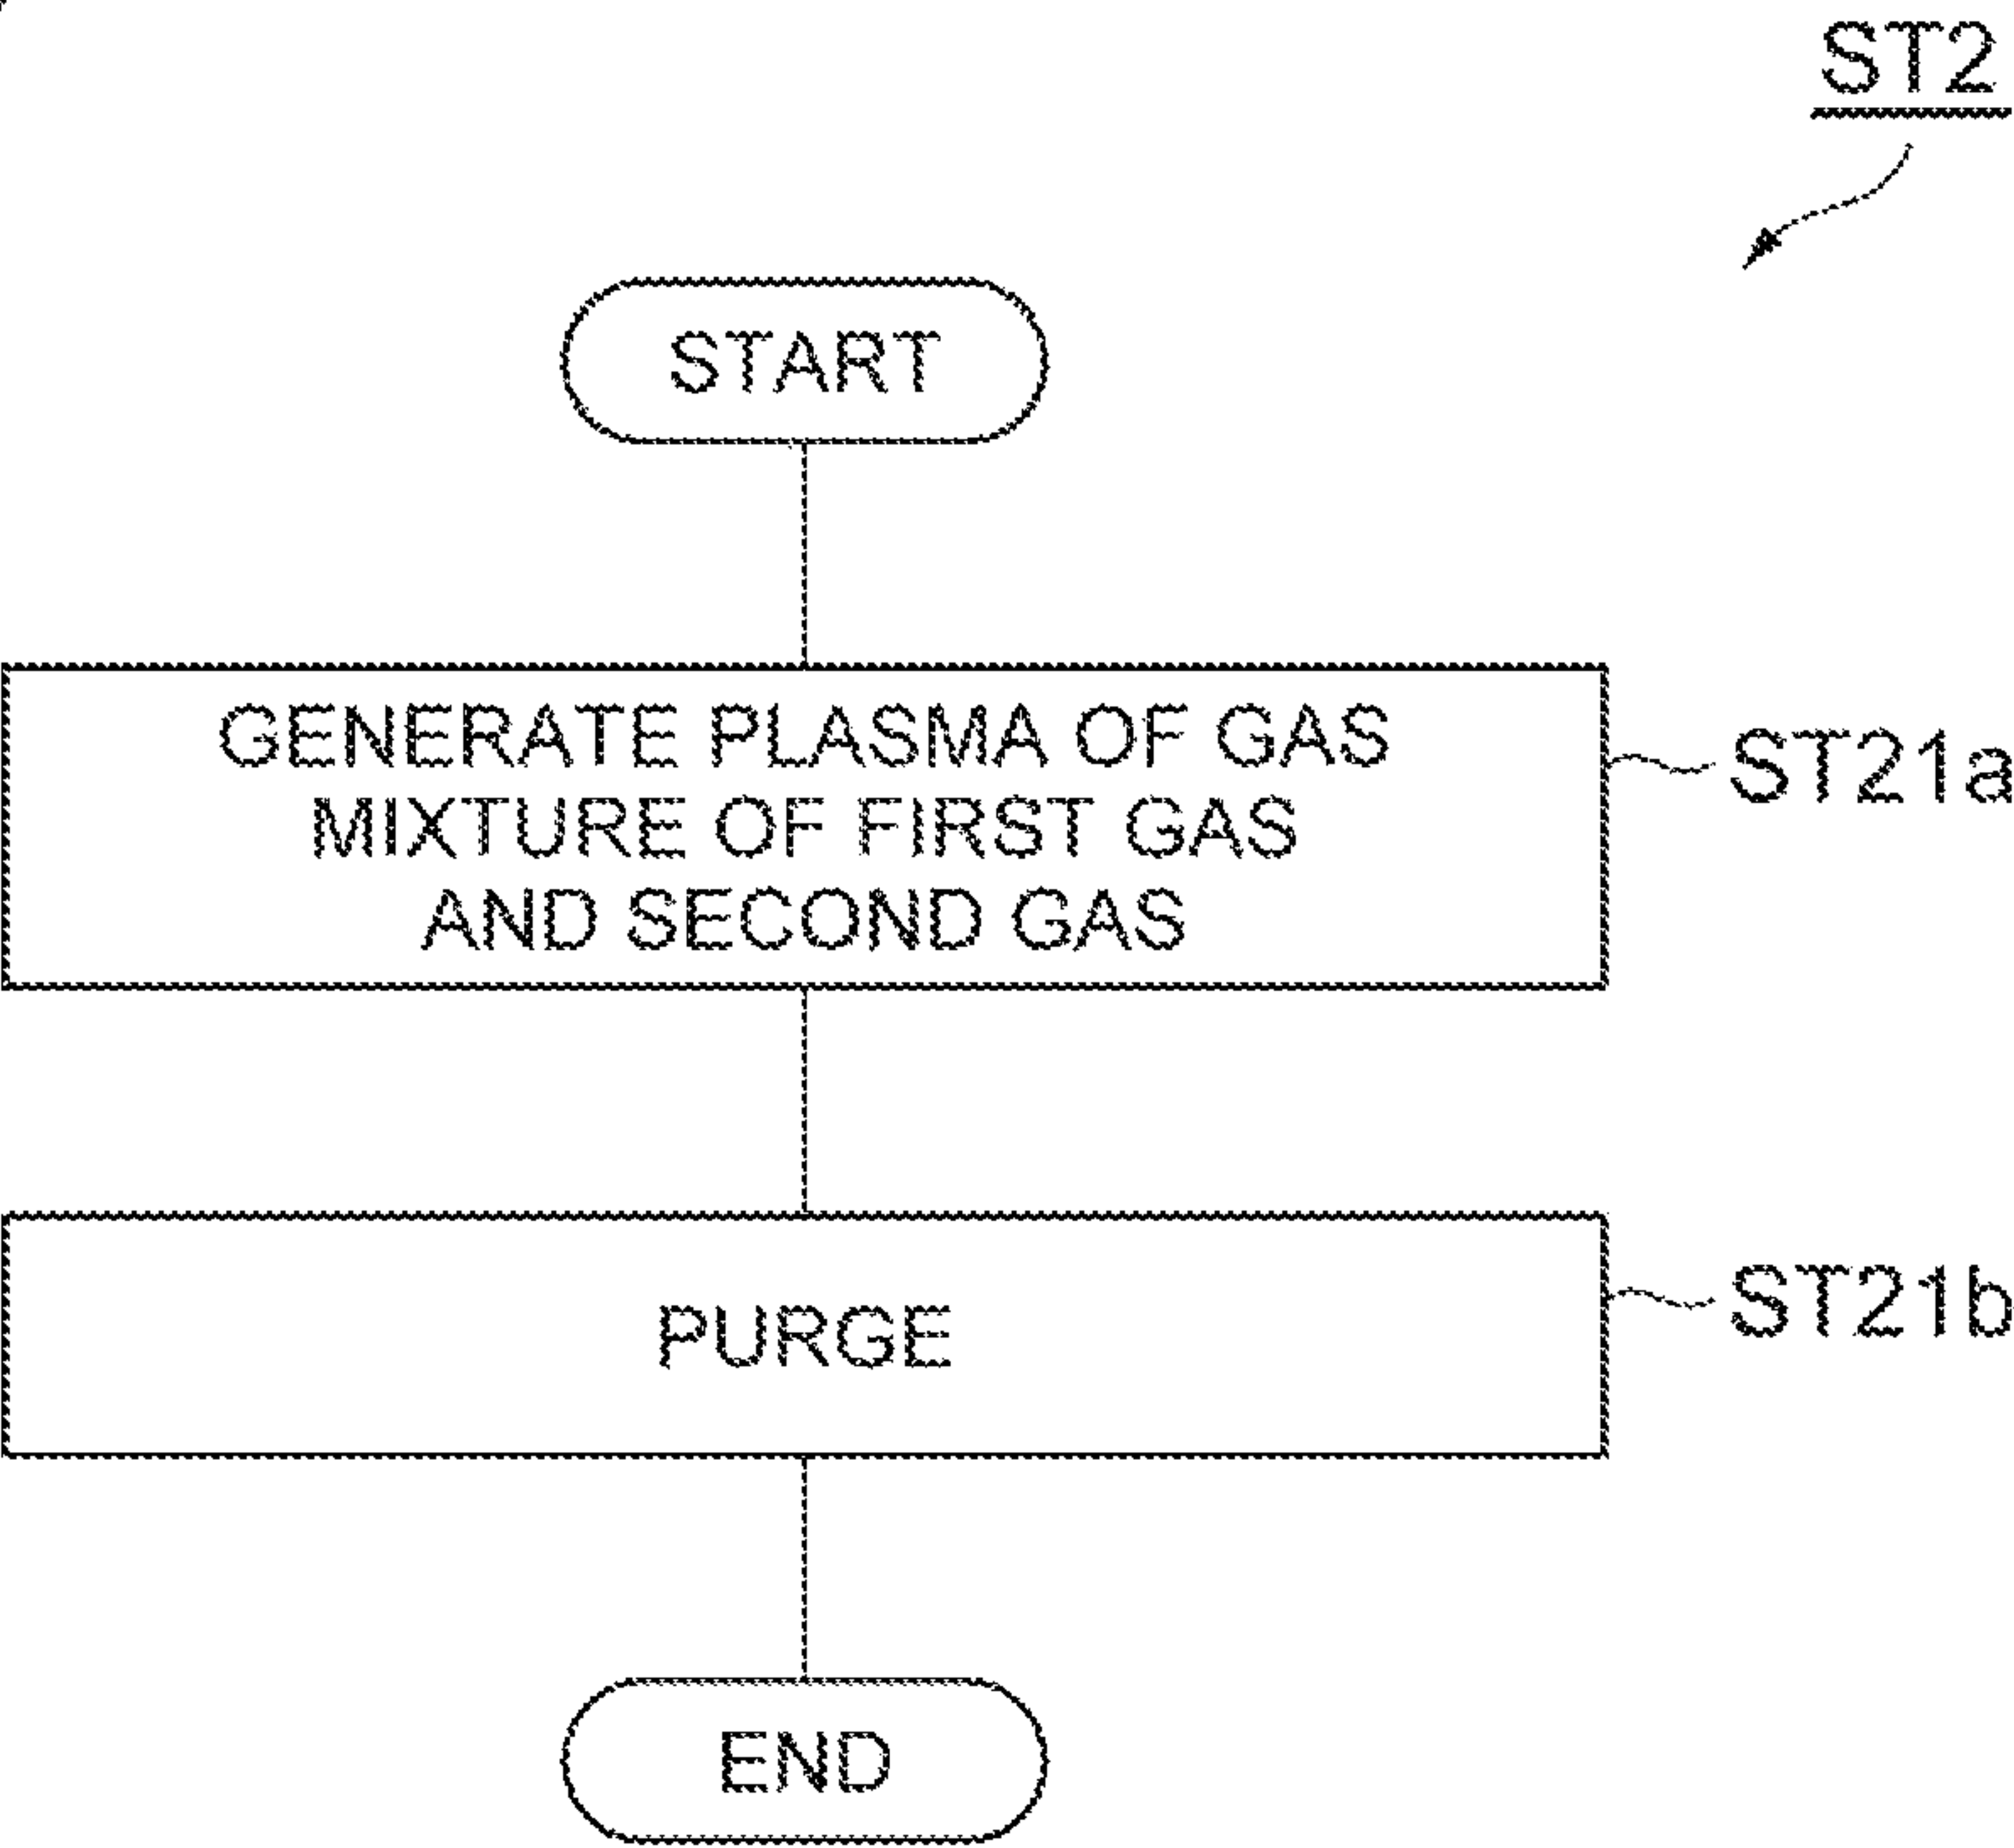 ST2
START
GENERATE PLASMA OF GAS
MIXTURE OF FIRST GAS
AND SECOND GAS
ST21a
PURGE
ST21b
END